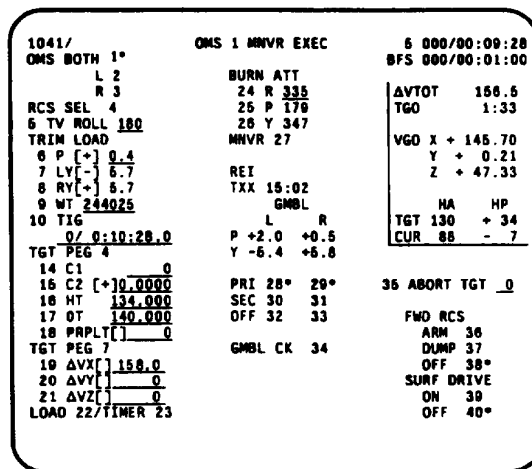 1041/ OMS 1 MNVR EXEC 5 000/00:09:28
OMS BOTH 1* BFS 000/00:01:00
L 2 BURN ATT
R 3 24 R 335 ΔVTOT 156.5
RCS SEL 4 25 P 179 TGO 1:33
5 TV ROLL 180 26 Y 347
TRIM LOAD MNVR 27 VGO X + 145.70
6 P [+] 0.4 Y + 0.21
7 LY[-] 5.7 REI Z + 47.33
8 RY[+] 5.7 TXX 15:02
9 WT 244025 GMBL HA HP
10 TIG L R TGT 130 + 34
0/ 0:10:28.0 P +2.0 +0.5 CUR 85 - 7
TGT PEG 4 Y -5.4 +5.8
14 C1 0
15 C2 [+]0.0000 PRI 28* 29* 35 ABORT TGT 0
16 HT 134.000 SEC 30 31
17 θT 140.000 OFF 32 33 FWD RCS
18 PRPLT[] 0 ARM 36
TGT PEG 7 GMBL CK 34 DUMP 37
19 ΔVX[] 158.0 OFF 38*
20 ΔVY[] 0 SURF DRIVE
21 ΔVZ[] 0 ON 39
LOAD 22/TIMER 23 OFF 40*